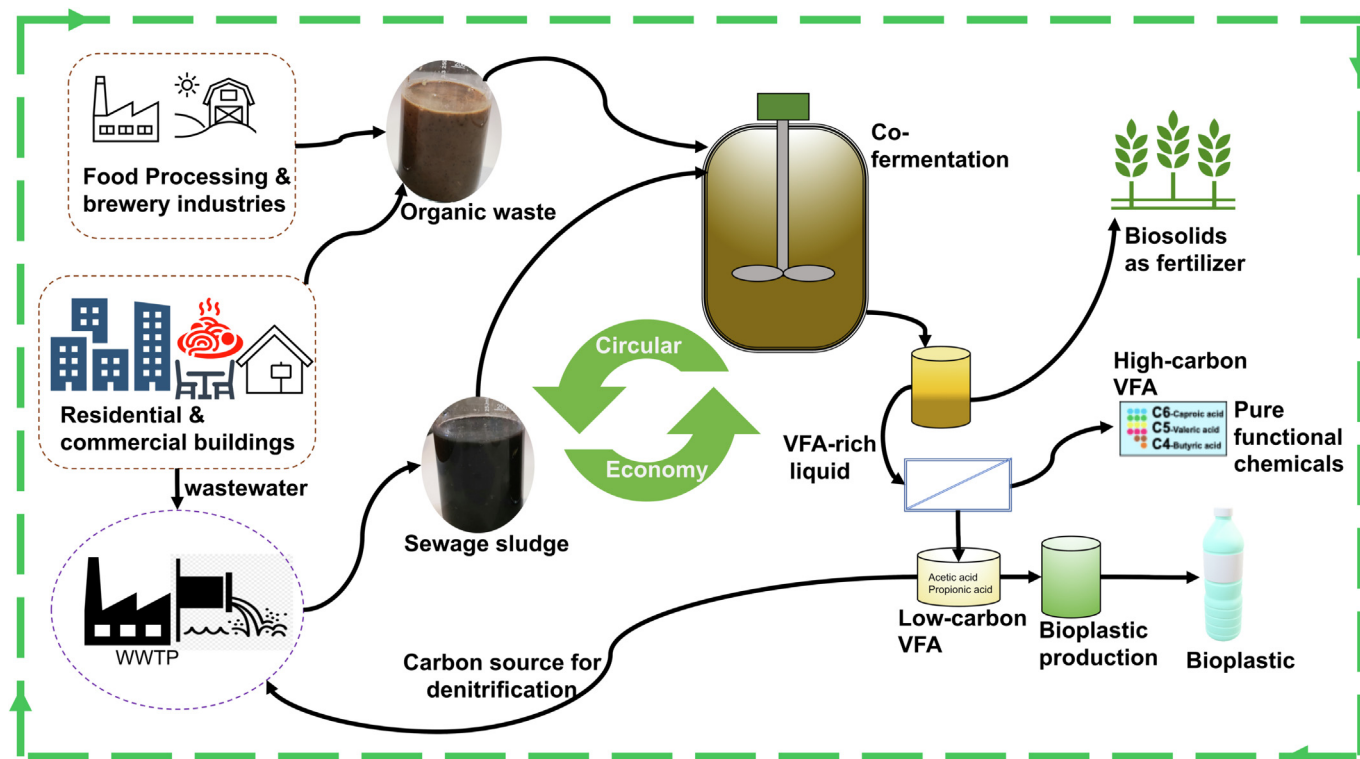 Food Processing &
brewery industries
Organic waste
Co-
fermentation
Biosolids
as fertilizer
Residential &
commercial buildings
wastewater
Circular
Economy
Sewage sludge
WWTP
VFA-rich
liquid
High-carbon
VFA
C6-Caproic acid
C5-Valeric acid
C4-Butyric acid
Pure
functional
chemicals
Acetic acid
Propionic acid
Low-carbon
VFA
Bioplastic
production
Bioplastic
Carbon source for
denitrification